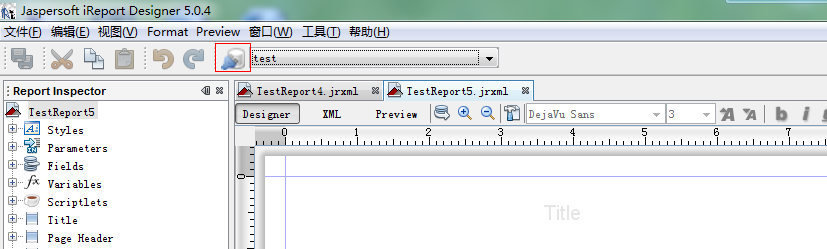 Jaspersoft iReport Designer 5.0.4
文件(F) 编辑(E) 视图(V) Format Preview 窗口(W) 工具(T) 帮助(H)
test
Report Inspector
TestReport4.jrxml TestReport5.jrxml
TestReport5
Designer XML Preview DejaVu Sans 3 A A b i
Styles
0 1 2 3 4 5 6 7
Parameters
Fields
0
Variables
Scriptlets
Title
Title
Page Header